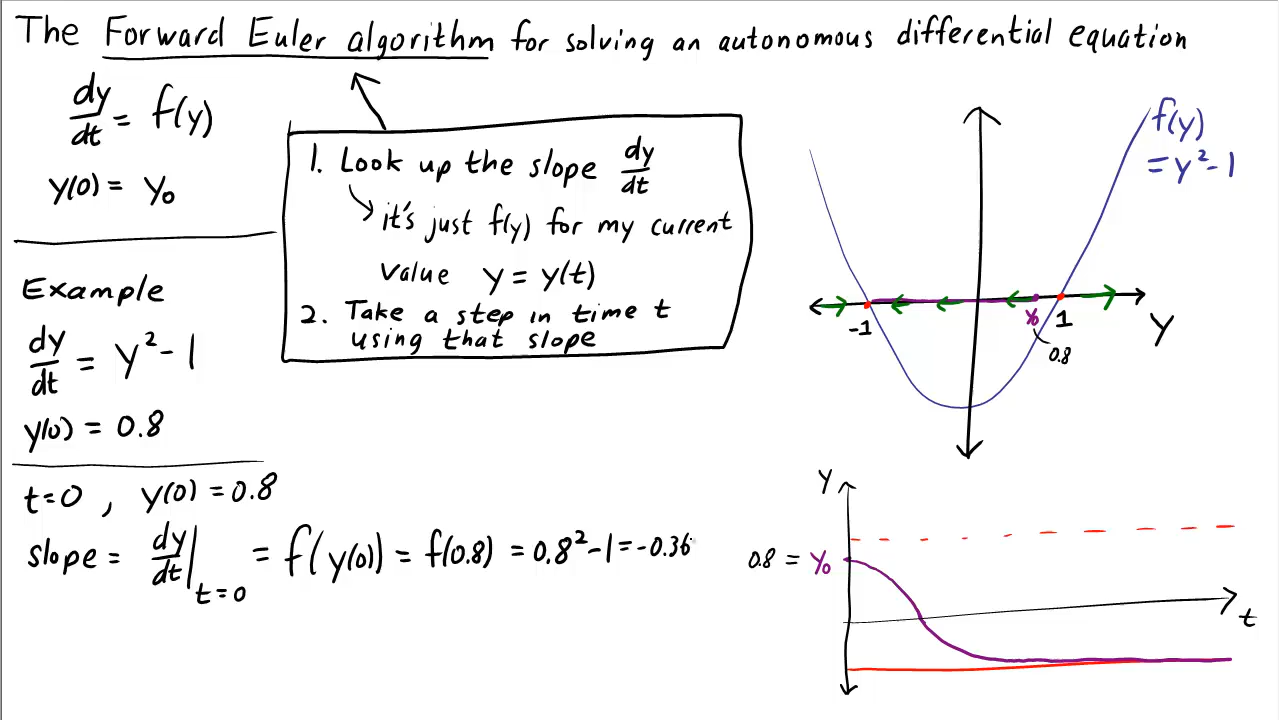 The Forward Euler algorithm for solving an autonomous differential equation
dy/dt = f(y)
y(0) = y₀
1. Look up the slope dy/dt
it's just f(y) for my current
value y = y(t)
2. Take a step in time t
using that slope
Example
dy/dt = y² - 1
y(0) = 0.8
t=0 , y(0) = 0.8
slope = dy/dt|t=0 = f(y(0)) = f(0.8) = 0.8² - 1 = -0.36
f(y)
= y² - 1
-1 y₀ 1 y
0.8
y
0.8 = y₀
t